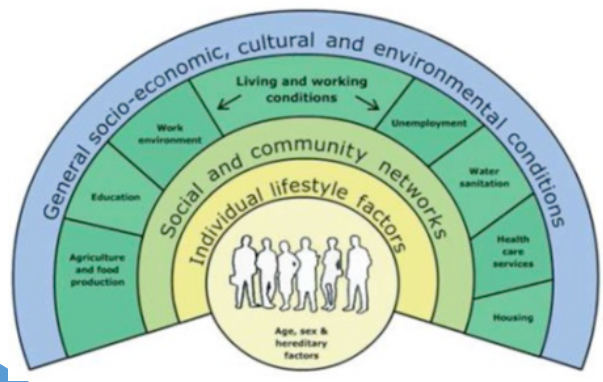 General socio-economic, cultural and environmental conditions
Living and working
conditions
Work
environment
Unemployment
Education
Water
sanitation
Agriculture
and food
production
Health
care
services
Housing
Social and community networks
Individual lifestyle factors
Age, sex &
hereditary
factors